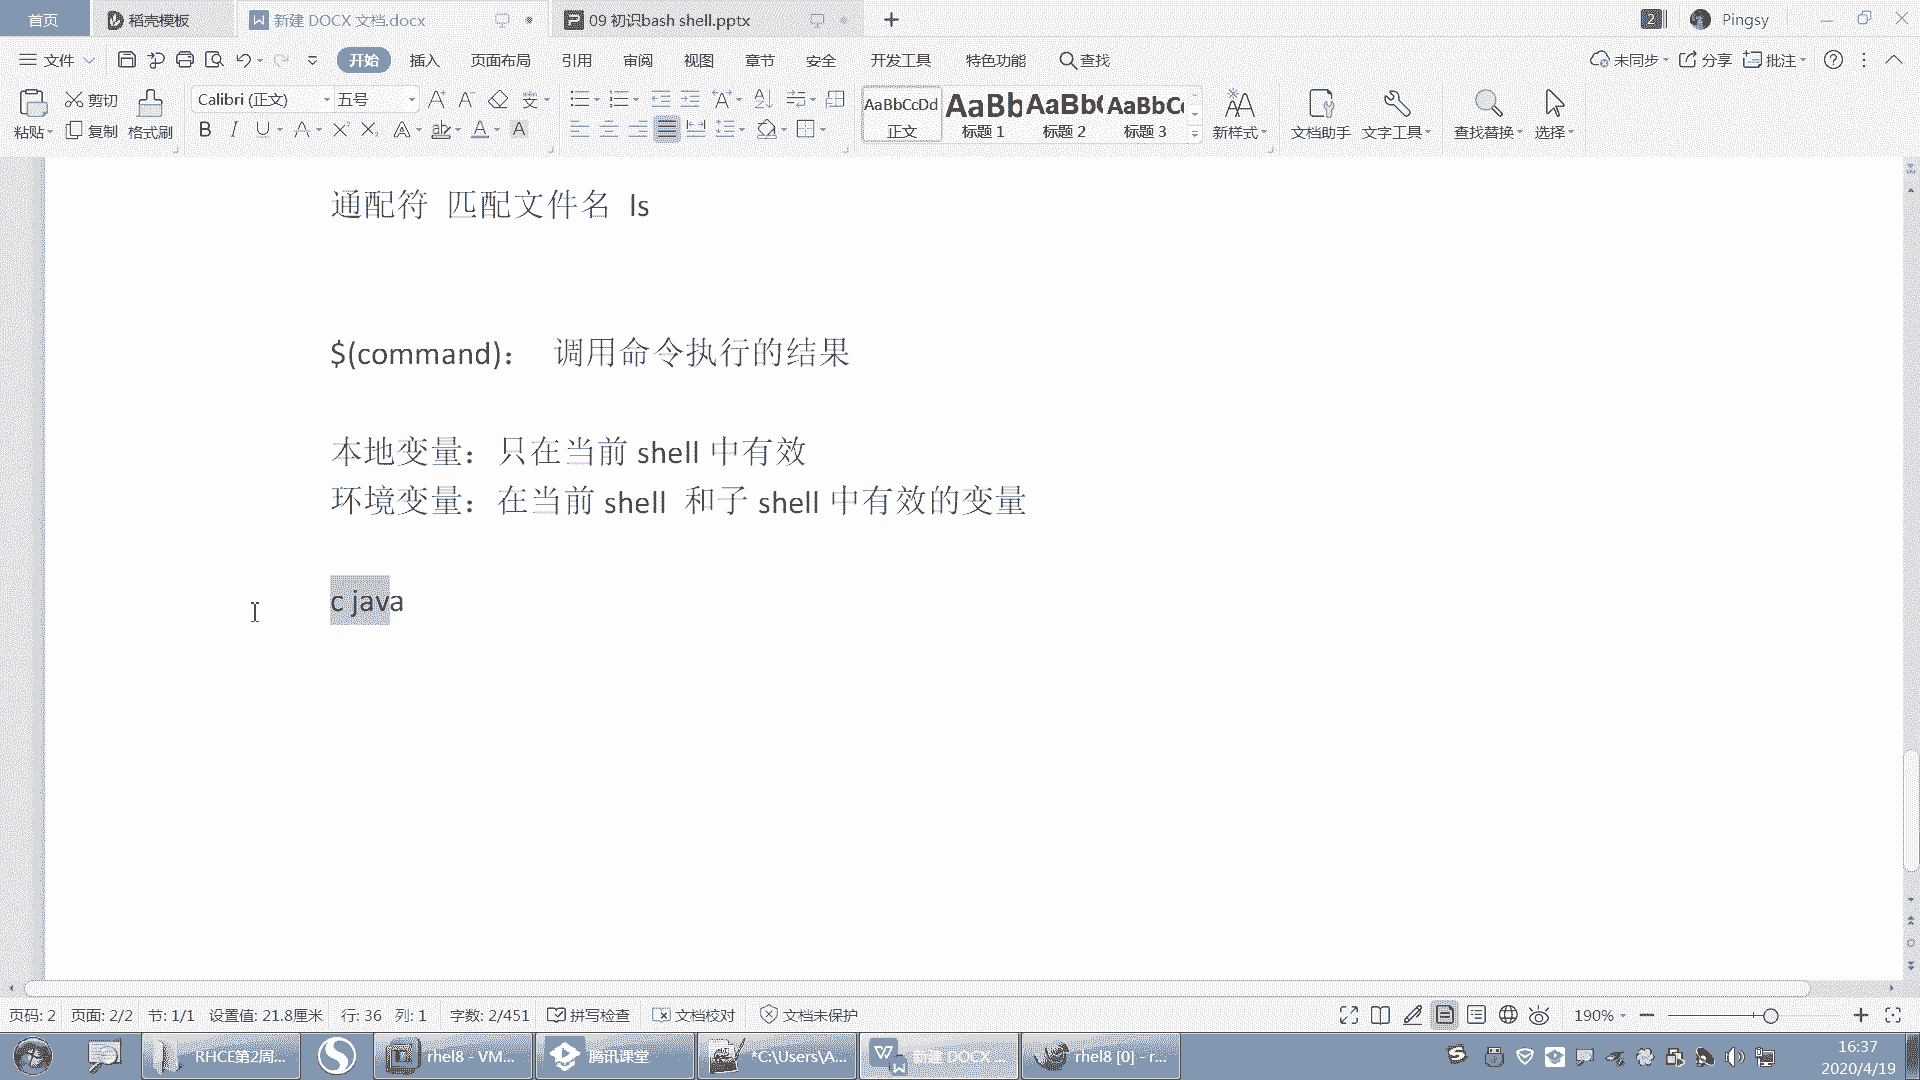 首页
稻壳模板
新建 DOCX 文档.docx
09 初识bash shell.pptx
2
Pingsy
文件
开始
插入
页面布局
引用
审阅
视图
章节
安全
开发工具
特色功能
查找
未同步
分享
批注
粘贴
剪切
复制
格式刷
Calibri (正文)
五号
AaBbCcDd
正文
AaBb
标题 1
AaBb(
标题 2
AaBbC
标题 3
新样式
文档助手
文字工具
查找替换
选择
通配符 匹配文件名 ls
$(command)： 调用命令执行的结果
本地变量：只在当前 shell 中有效
环境变量：在当前 shell 和子 shell 中有效的变量
c java
页码: 2
页面: 2/2
节: 1/1
设置值: 21.8厘米
行: 36
列: 1
字数: 2/451
拼写检查
文档校对
文档未保护
190%
RHCE第2周...
rhel8 - VM...
腾讯课堂
*C:\Users\A...
新建 DOCX ...
rhel8 [0] - r...
16:37
2020/4/19